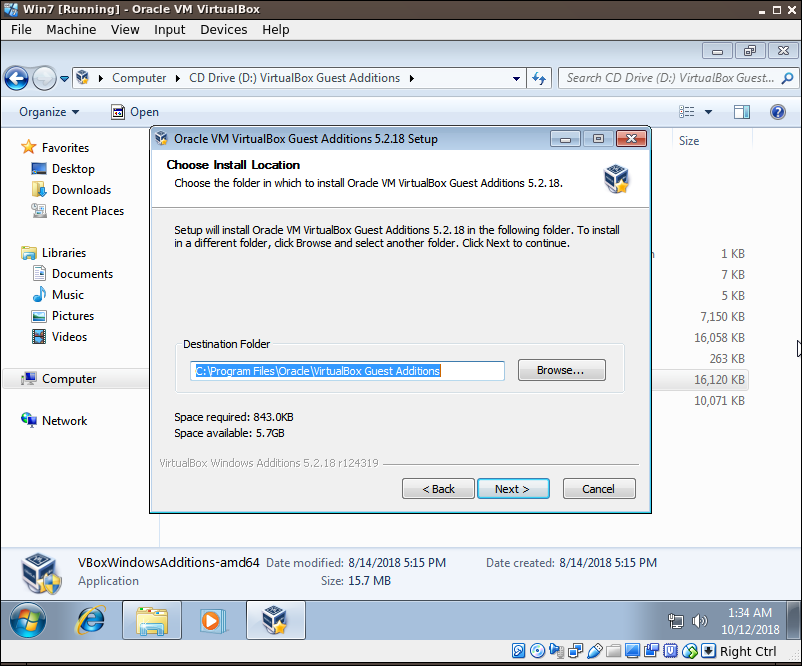 Win7 [Running] - Oracle VM VirtualBox
File Machine View Input Devices Help
Computer CD Drive (D:) VirtualBox Guest Additions
Search CD Drive (D:) VirtualBox Guest...
Organize Open
Size
Favorites
Desktop
Downloads
Recent Places
Libraries
Documents
Music
Pictures
Videos
Computer
Network
Oracle VM VirtualBox Guest Additions 5.2.18 Setup
Choose Install Location
Choose the folder in which to install Oracle VM VirtualBox Guest Additions 5.2.18.
Setup will install Oracle VM VirtualBox Guest Additions 5.2.18 in the following folder. To install
in a different folder, click Browse and select another folder. Click Next to continue.
Destination Folder
C:\Program Files\Oracle\VirtualBox Guest Additions
Browse...
Space required: 843.0KB
Space available: 5.7GB
VirtualBox Windows Additions 5.2.18 r124319
< Back Next > Cancel
1 KB
7 KB
5 KB
7,150 KB
16,058 KB
263 KB
16,120 KB
10,071 KB
VBoxWindowsAdditions-amd64 Date modified: 8/14/2018 5:15 PM Date created: 8/14/2018 5:15 PM
Application Size: 15.7 MB
1:34 AM
10/12/2018
Right Ctrl